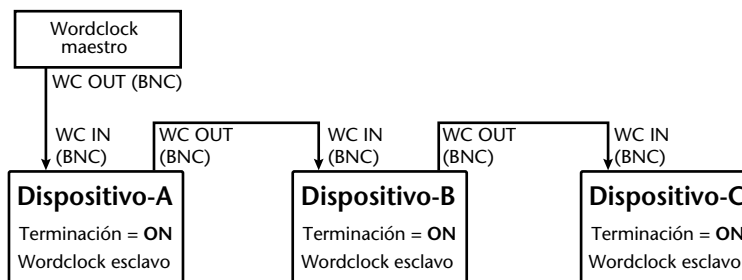 Wordclock
maestro
WC OUT (BNC)
WC IN
(BNC)
WC OUT
(BNC)
WC IN
(BNC)
WC OUT
(BNC)
WC IN
(BNC)
Dispositivo-A
Terminación = ON
Wordclock esclavo
Dispositivo-B
Terminación = ON
Wordclock esclavo
Dispositivo-C
Terminación = ON
Wordclock esclavo